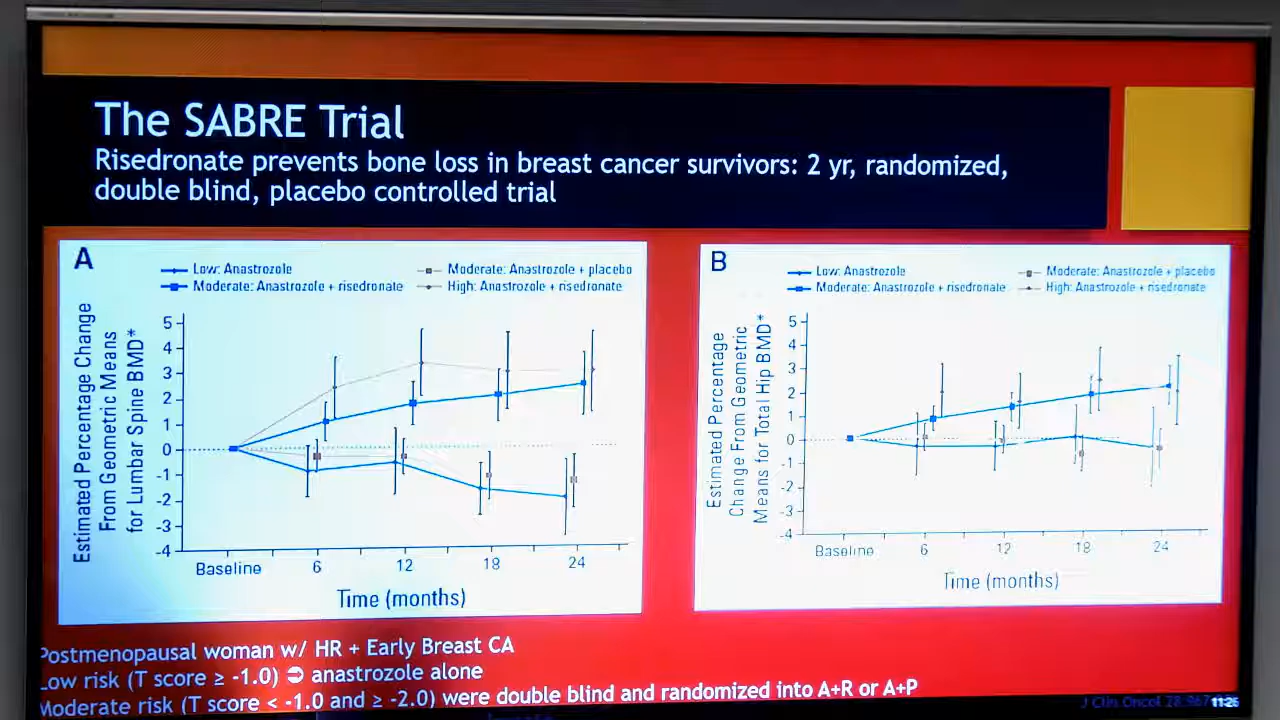 The SABRE Trial
Risedronate prevents bone loss in breast cancer survivors: 2 yr, randomized,
double blind, placebo controlled trial
A
Low: Anastrozole
Moderate: Anastrozole + placebo
Moderate: Anastrozole + risedronate
High: Anastrozole + risedronate
Estimated Percentage Change
From Geometric Means
for Lumbar Spine BMD*
5
4
3
2
1
0
-1
-2
-3
-4
Baseline 6 12 18 24
Time (months)
B
Low: Anastrozole
Moderate: Anastrozole + placebo
Moderate: Anastrozole + risedronate
High: Anastrozole + risedronate
Estimated Percentage
Change From Geometric
Means for Total Hip BMD*
5
4
3
2
1
0
-1
-2
-3
-4
Baseline 6 12 18 24
Time (months)
Postmenopausal woman w/ HR + Early Breast CA
Low risk (T score ≥ -1.0) ➲ anastrozole alone
Moderate risk (T score < -1.0 and ≥ -2.0) were double blind and randomized into A+R or A+P
J Clin Oncol 28:967
11:26